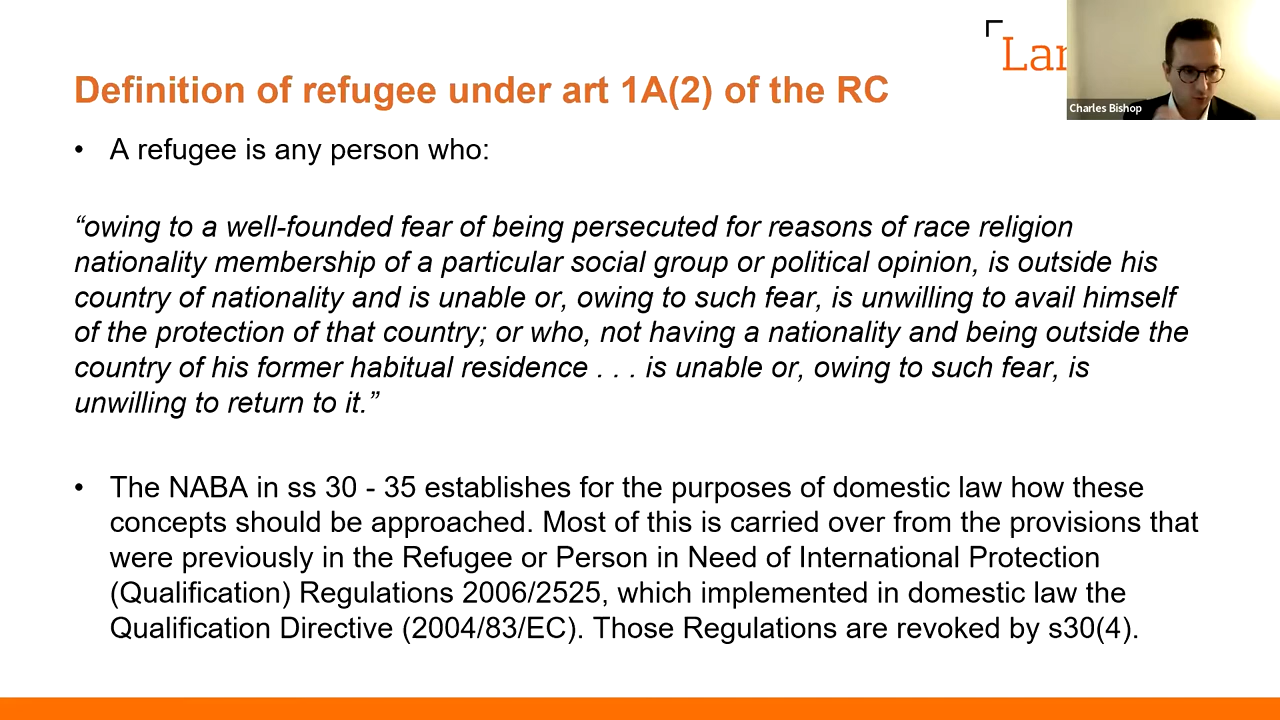 Lan
Charles Bishop
Definition of refugee under art 1A(2) of the RC
• A refugee is any person who:
“owing to a well-founded fear of being persecuted for reasons of race religion
nationality membership of a particular social group or political opinion, is outside his
country of nationality and is unable or, owing to such fear, is unwilling to avail himself
of the protection of that country; or who, not having a nationality and being outside the
country of his former habitual residence . . . is unable or, owing to such fear, is
unwilling to return to it.”
• The NABA in ss 30 - 35 establishes for the purposes of domestic law how these
concepts should be approached. Most of this is carried over from the provisions that
were previously in the Refugee or Person in Need of International Protection
(Qualification) Regulations 2006/2525, which implemented in domestic law the
Qualification Directive (2004/83/EC). Those Regulations are revoked by s30(4).